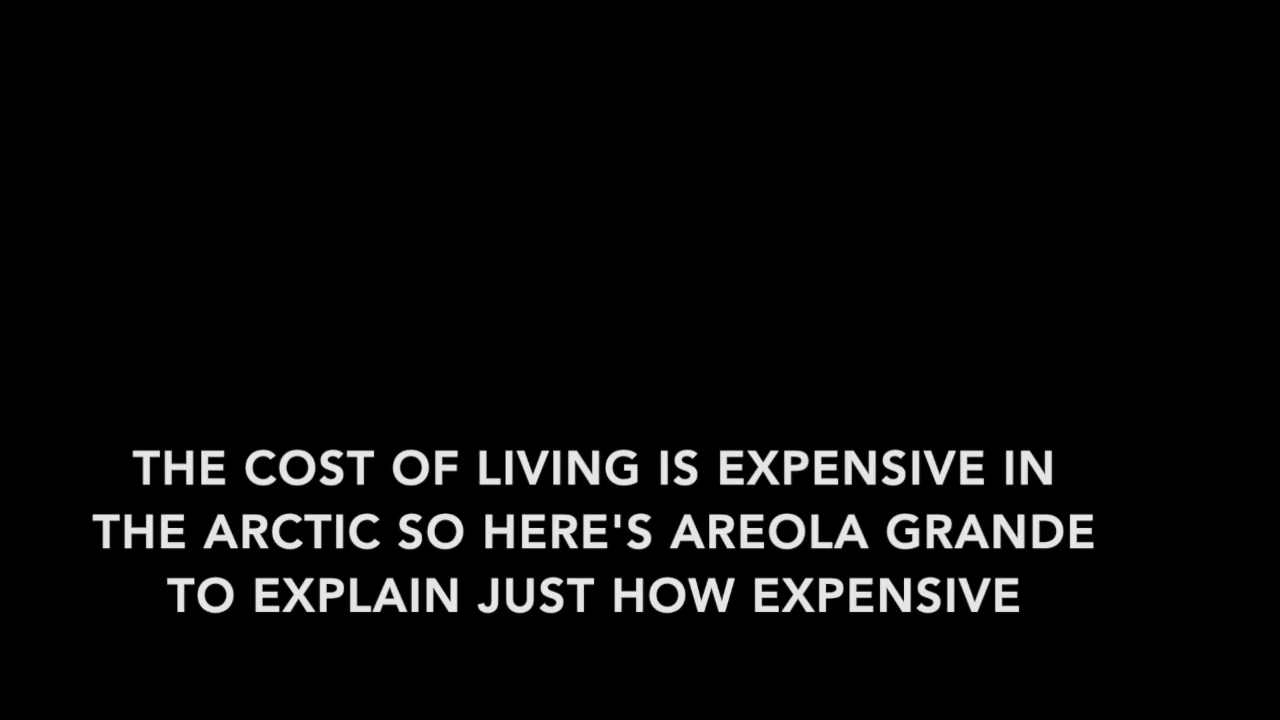 THE COST OF LIVING IS EXPENSIVE IN
THE ARCTIC SO HERE'S AREOLA GRANDE
TO EXPLAIN JUST HOW EXPENSIVE